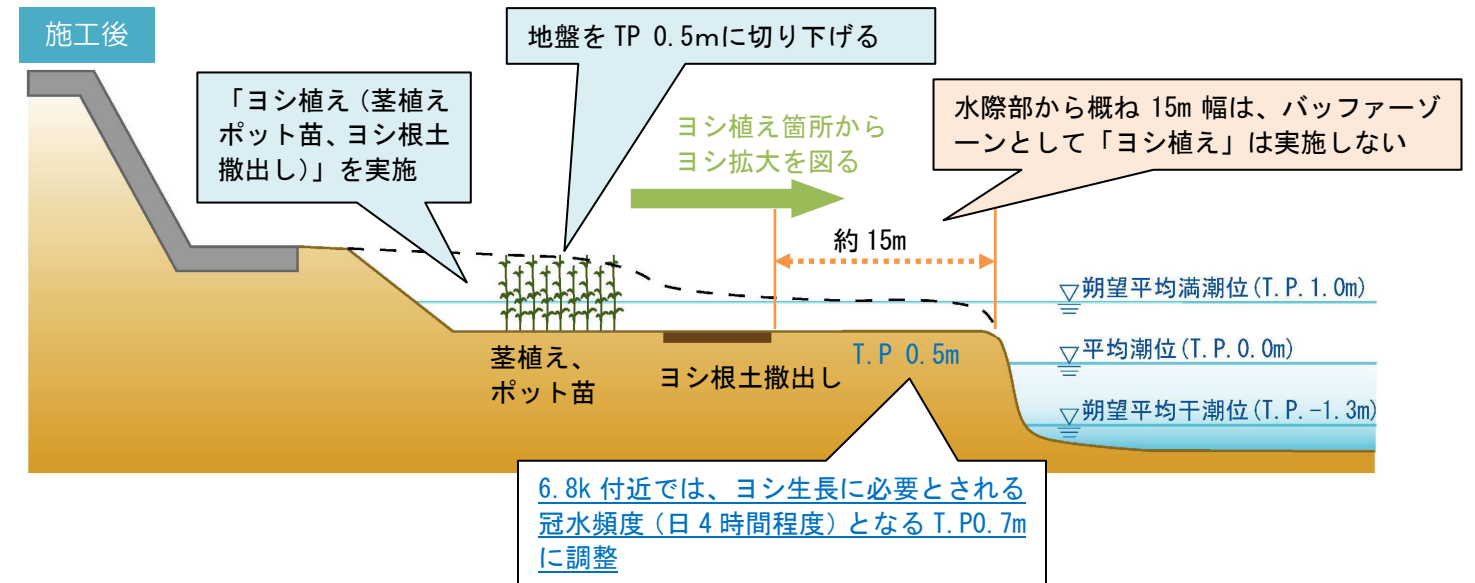 施工後
地盤を TP 0.5mに切り下げる
「ヨシ植え(茎植え
ポット苗、ヨシ根土
撒出し)」を実施
ヨシ植え箇所から
ヨシ拡大を図る
水際部から概ね 15m 幅は、バッファーゾ
ーンとして「ヨシ植え」は実施しない
約15m
▽朔望平均満潮位(T.P.1.0m)
▽平均潮位(T.P.0.0m)
▽朔望平均干潮位(T.P.-1.3m)
茎植え、
ポット苗
ヨシ根土撒出し
T.P 0.5m
6.8k 付近では、ヨシ生長に必要とされる
冠水頻度(日4時間程度)となる T.P0.7m
に調整